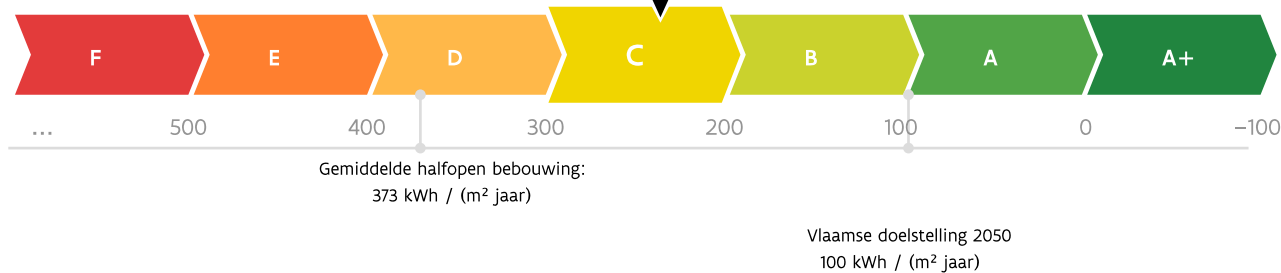 F E D C B A A+
... 500 400 300 200 100 0 −100
Gemiddelde halfopen bebouwing:
373 kWh / (m² jaar)
Vlaamse doelstelling 2050
100 kWh / (m² jaar)